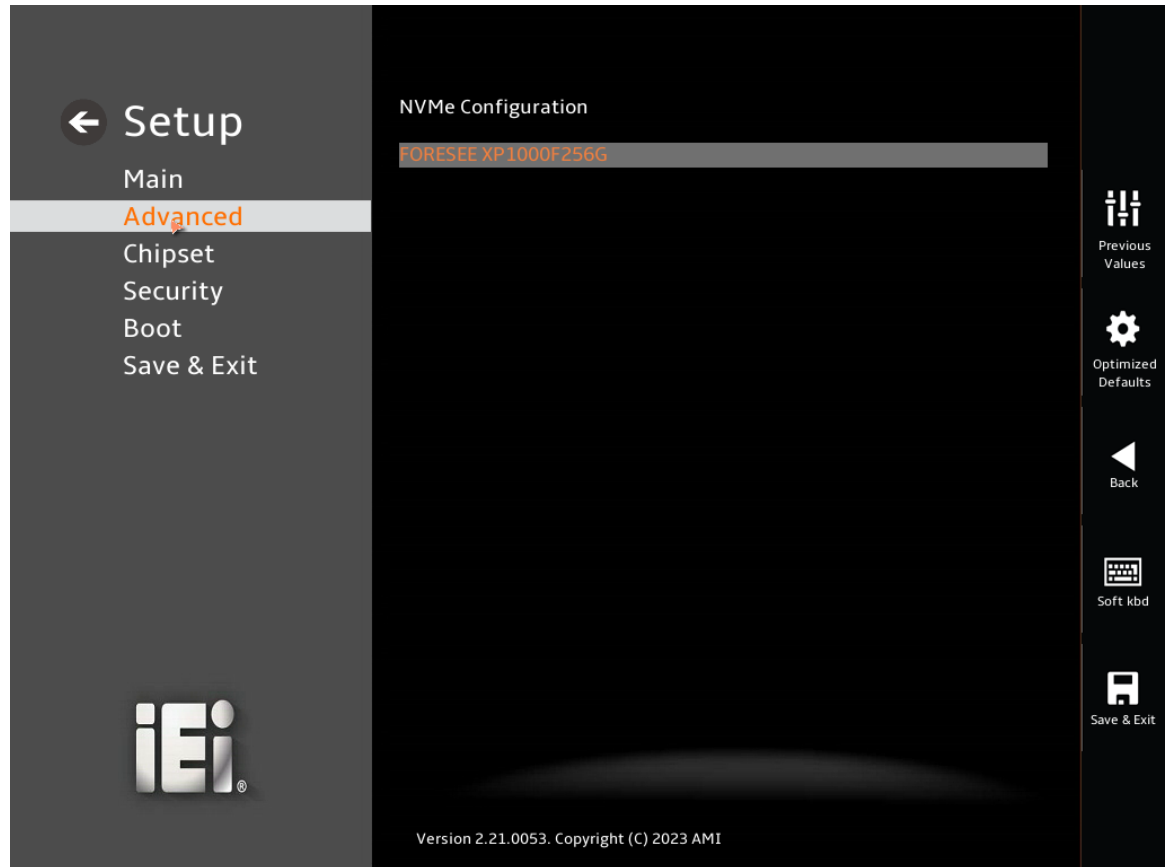 Setup
Main
Advanced
Chipset
Security
Boot
Save & Exit
iEi®
NVMe Configuration
FORESEE XP1000F256G
Version 2.21.0053. Copyright (C) 2023 AMI
Previous
Values
Optimized
Defaults
Back
Soft kbd
Save & Exit